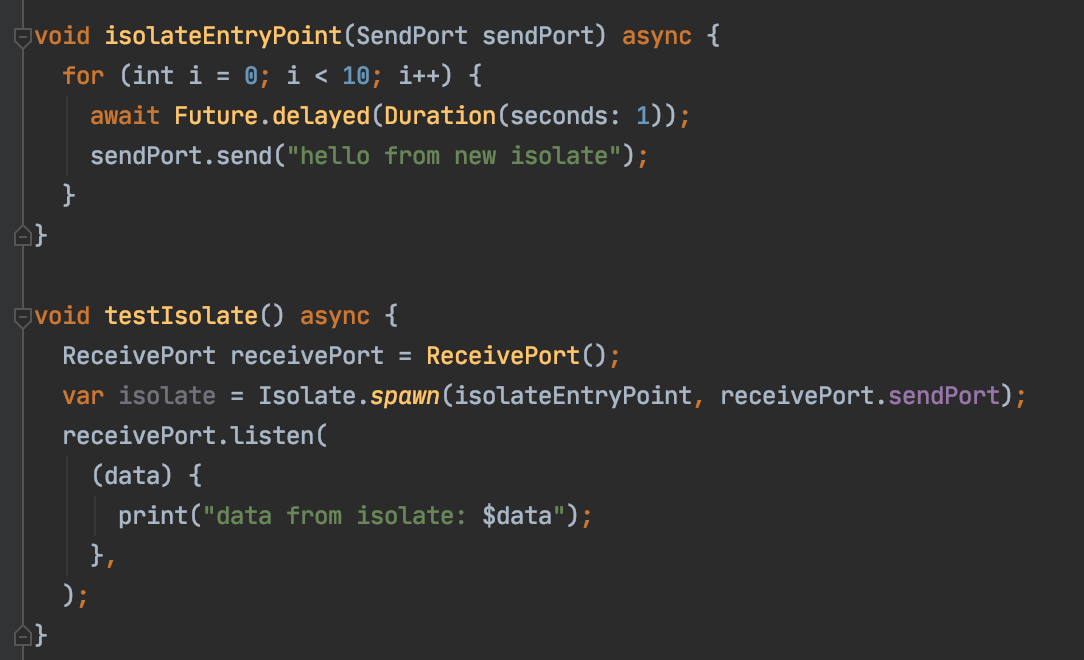 void isolateEntryPoint(SendPort sendPort) async {
  for (int i = 0; i < 10; i++) {
    await Future.delayed(Duration(seconds: 1));
    sendPort.send("hello from new isolate");
  }
}

void testIsolate() async {
  ReceivePort receivePort = ReceivePort();
  var isolate = Isolate.spawn(isolateEntryPoint, receivePort.sendPort);
  receivePort.listen(
    (data) {
      print("data from isolate: $data");
    },
  );
}